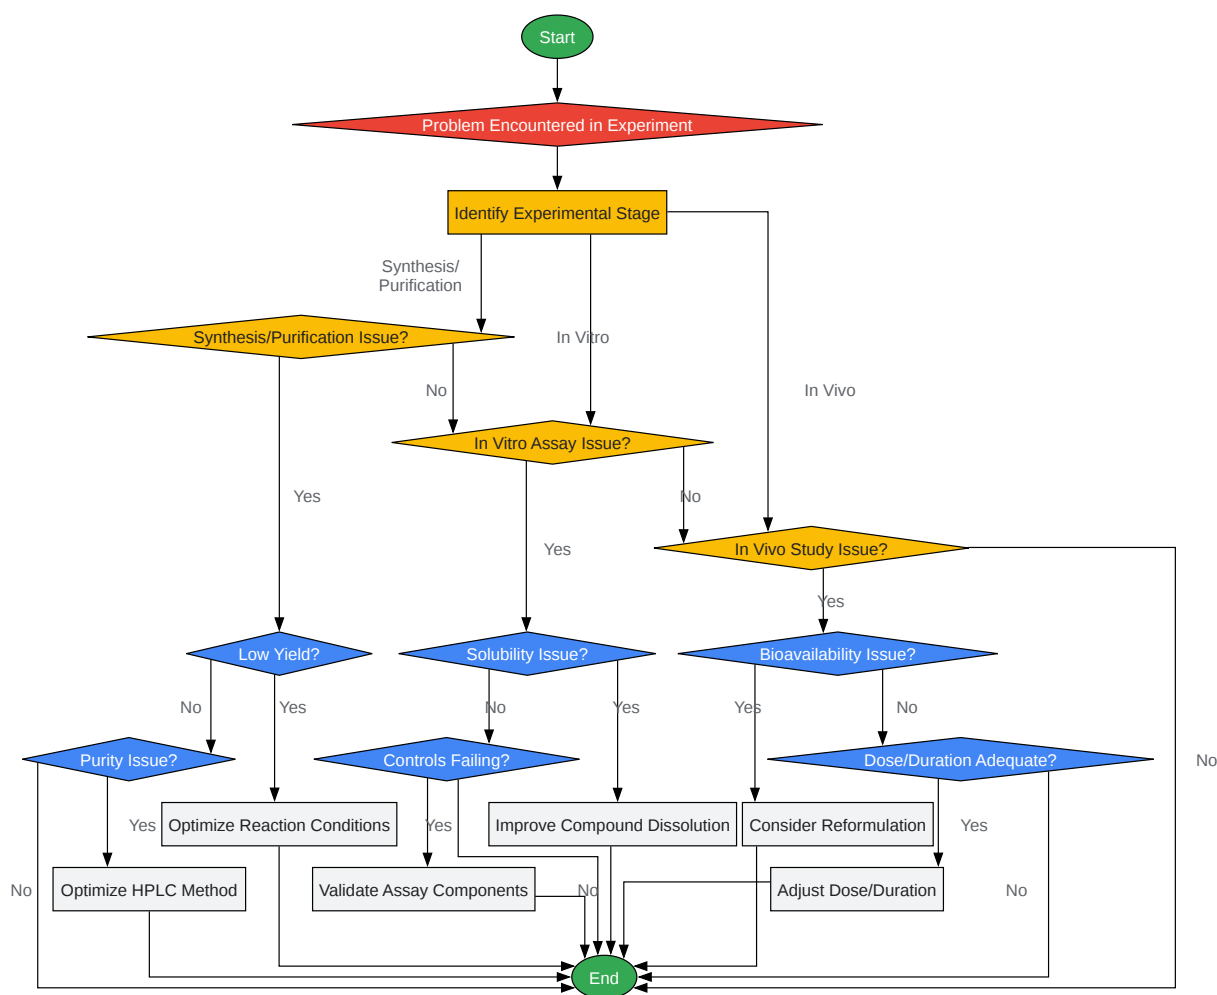 Start
Problem Encountered in Experiment
Identify Experimental Stage
Synthesis/
Purification
Synthesis/Purification Issue?
In Vitro
No
In Vivo
In Vitro Assay Issue?
Yes
No
Yes
In Vivo Study Issue?
Yes
Low Yield?
Solubility Issue?
Bioavailability Issue?
No
Yes
No
Yes
Yes
No
Purity Issue?
Controls Failing?
Dose/Duration Adequate?
No
Yes
Optimize Reaction Conditions
Yes
Improve Compound Dissolution
Consider Reformulation
Yes
No
Optimize HPLC Method
Validate Assay Components
No
Adjust Dose/Duration
No
End